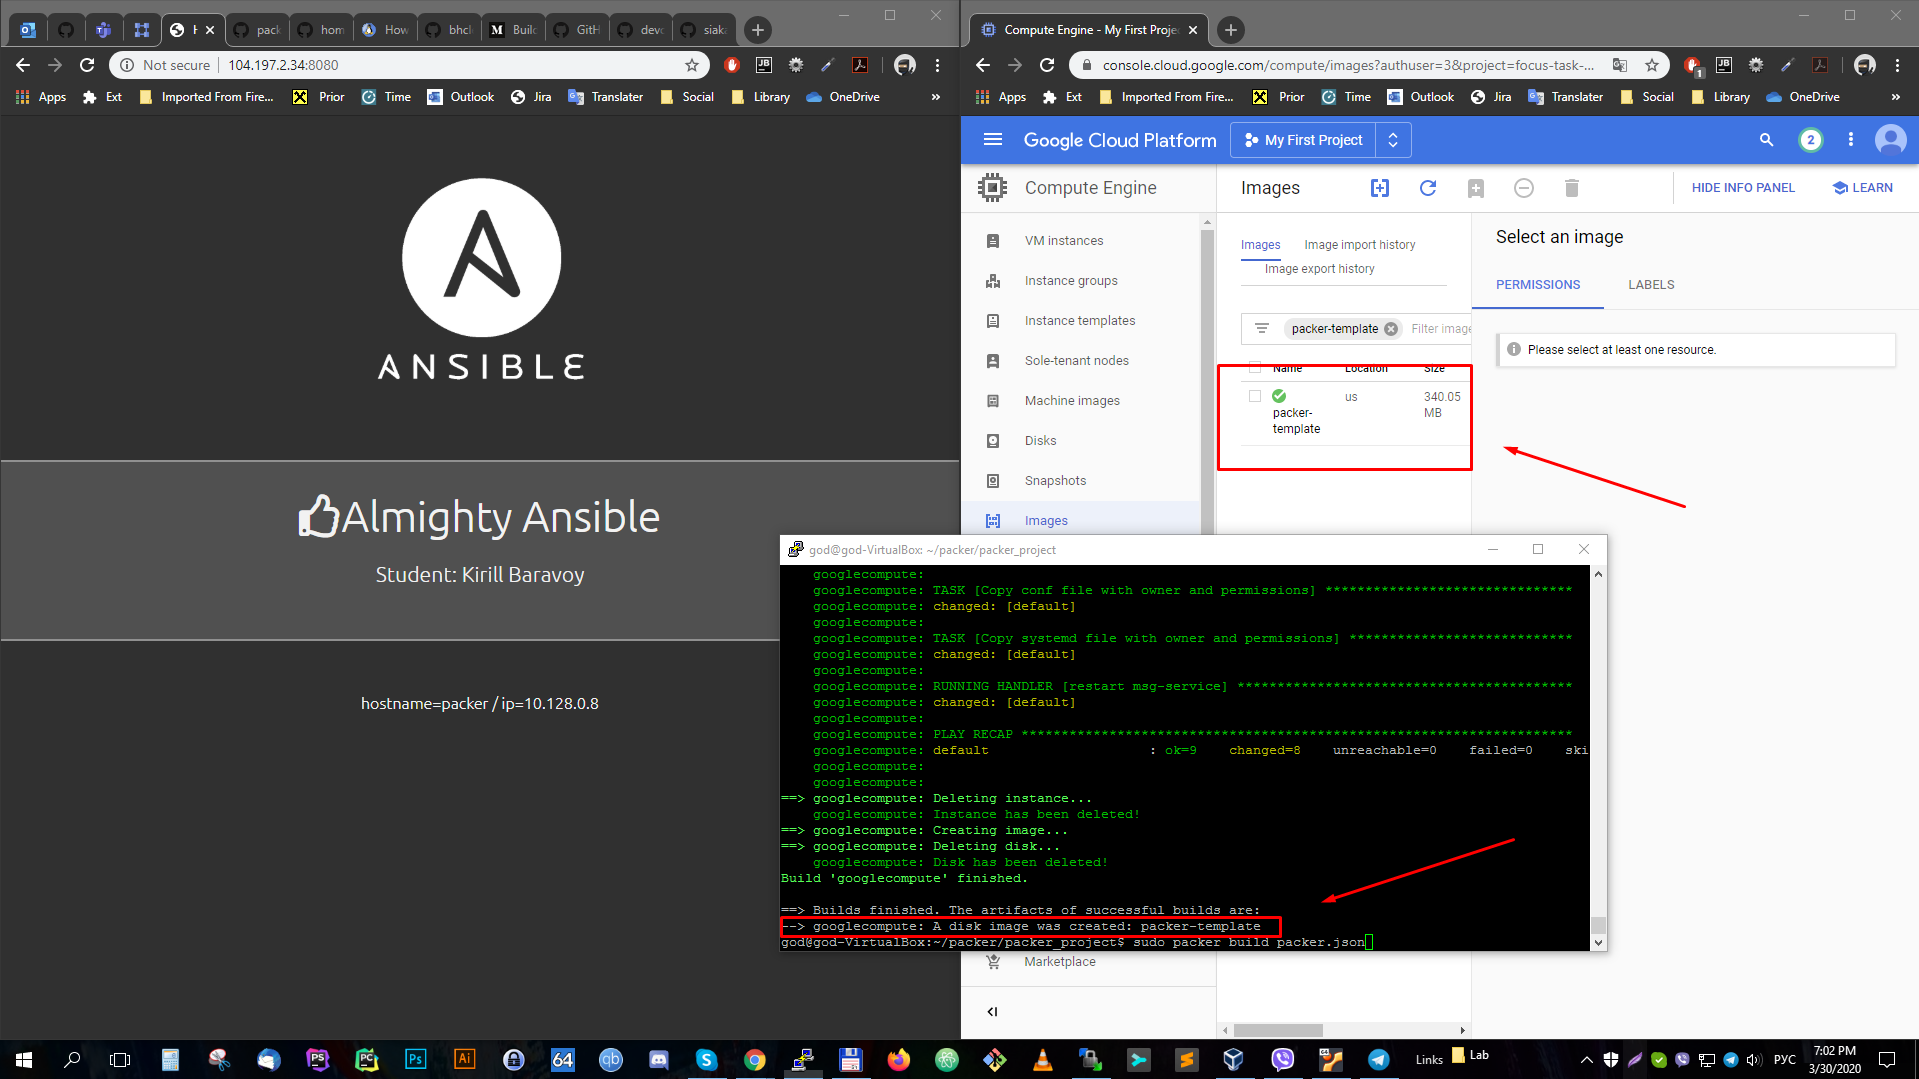 H
pack
hom
How
bhcl
Build
GitH
devo
siaka
Not secure
104.197.2.34:8080
Apps
Ext
Imported From Fire...
Prior
Time
Outlook
Jira
Translater
Social
Library
OneDrive
»
ANSIBLE
Almighty Ansible
Student: Kirill Baravoy
hostname=packer / ip=10.128.0.8
Compute Engine - My First Proje
console.cloud.google.com/compute/images?authuser=3&project=focus-task-...
1
Apps
Ext
Imported From Fire...
Prior
Time
Outlook
Jira
Translater
Social
Library
OneDrive
»
Google Cloud Platform
My First Project
2
Compute Engine
Images
HIDE INFO PANEL
LEARN
VM instances
Instance groups
Instance templates
Sole-tenant nodes
Machine images
Disks
Snapshots
Images
Marketplace
Images
Image import history
Image export history
packer-template
Filter image
Name
Location
Size
packer-
template
us
340.05
MB
Select an image
PERMISSIONS
LABELS
Please select at least one resource.
god@god-VirtualBox: ~/packer/packer_project
googlecompute:
googlecompute: TASK [Copy conf file with owner and permissions] *******************************
googlecompute: changed: [default]
googlecompute:
googlecompute: TASK [Copy systemd file with owner and permissions] ****************************
googlecompute: changed: [default]
googlecompute:
googlecompute: RUNNING HANDLER [restart msg-service] ******************************************
googlecompute: changed: [default]
googlecompute:
googlecompute: PLAY RECAP *********************************************************************
googlecompute: default : ok=9 changed=8 unreachable=0 failed=0 ski
googlecompute:
googlecompute:
==> googlecompute: Deleting instance...
googlecompute: Instance has been deleted!
==> googlecompute: Creating image...
==> googlecompute: Deleting disk...
googlecompute: Disk has been deleted!
Build 'googlecompute' finished.
==> Builds finished. The artifacts of successful builds are:
--> googlecompute: A disk image was created: packer-template
god@god-VirtualBox:~/packer/packer_project$ sudo packer build packer.json
PS
PC
Ps
Ai
64
qb
Links
Lab
РУС
7:02 PM
3/30/2020